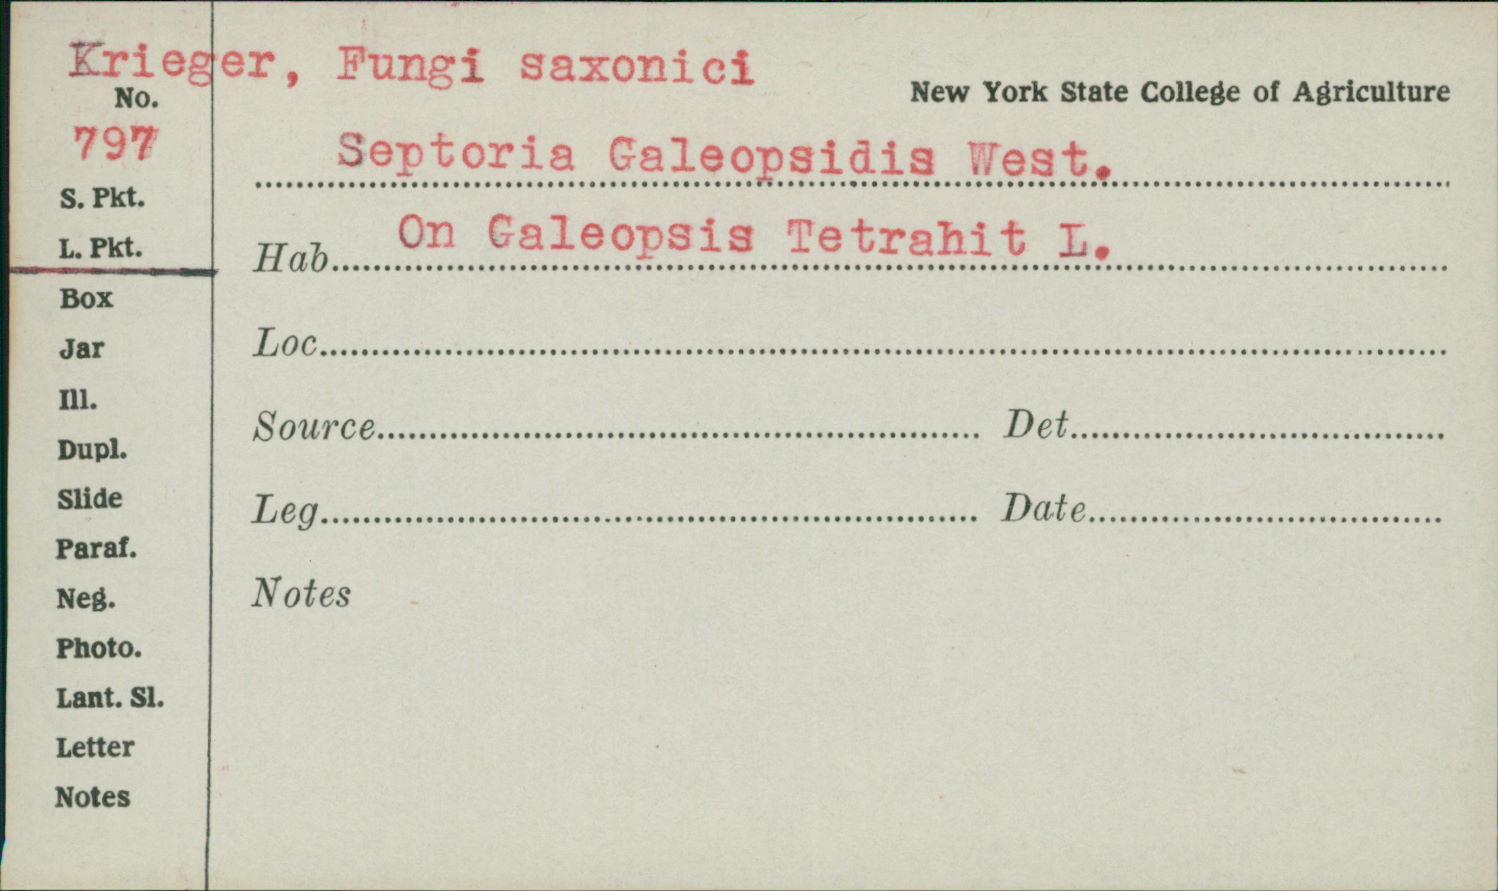 Krieger, Fungi saxonici
New York State College of Agriculture
No.
797
Septoria Galeopsidis West.
S. Pkt.
L. Pkt.
Hab. On Galeopsis Tetrahit L.
Box
Jar
Loc.
Ill.
Source Det.
Dupl.
Slide
Leg. Date
Paraf.
Neg.
Notes
Photo.
Lant. Sl.
Letter
Notes